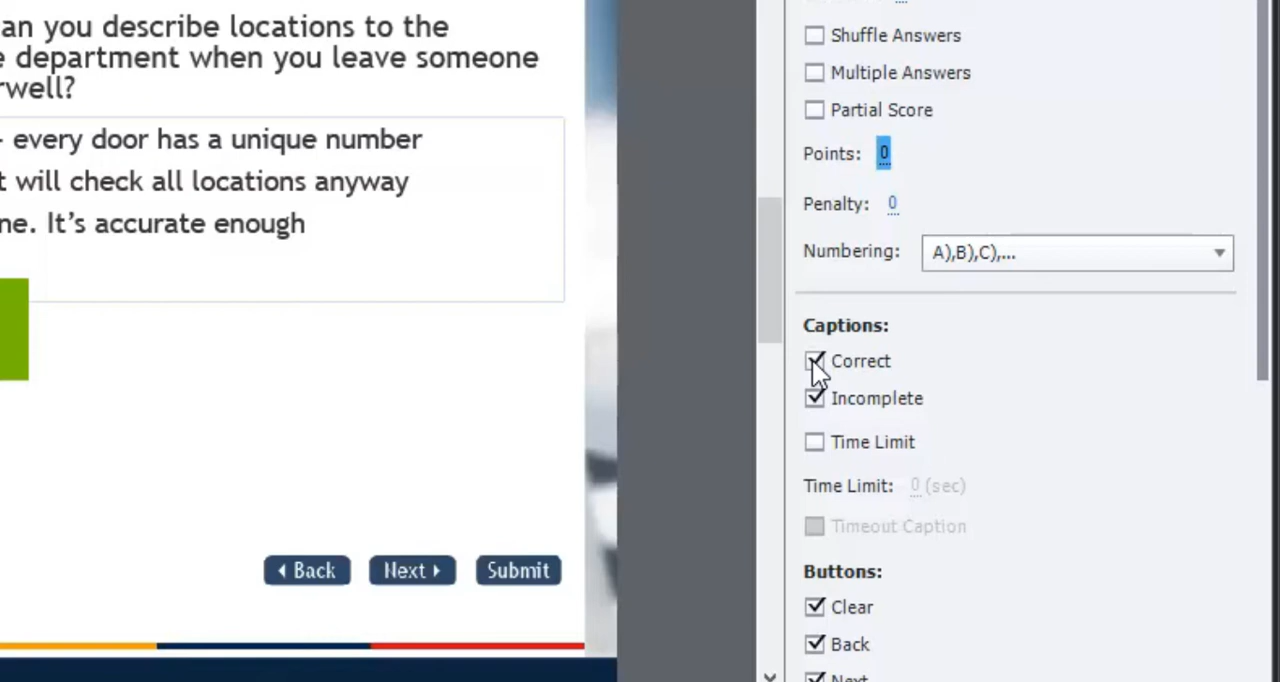 an you describe locations to the
department when you leave someone
rwell?
- every door has a unique number
t will check all locations anyway
ne. It’s accurate enough
Back
Next
Submit
Shuffle Answers
Multiple Answers
Partial Score
Points: 0
Penalty: 0
Numbering: A),B),C),...
Captions:
Correct
Incomplete
Time Limit
Time Limit: 0 (sec)
Timeout Caption
Buttons:
Clear
Back
Next